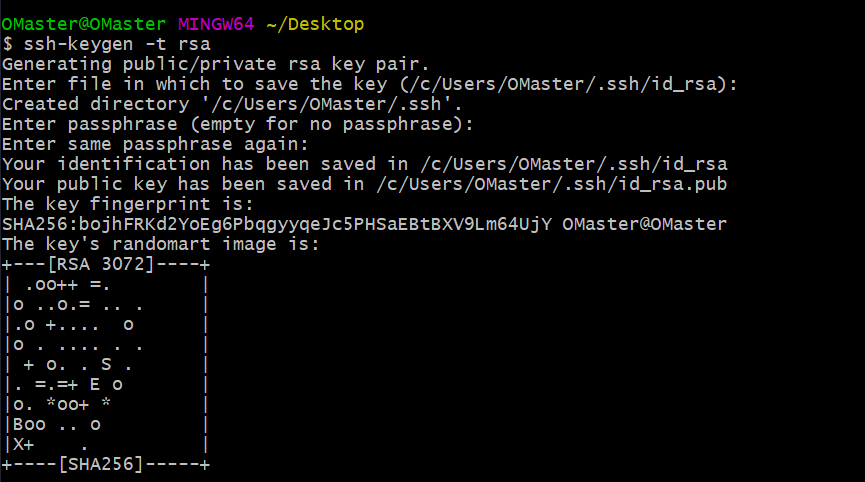 OMaster@OMaster MINGW64 ~/Desktop
$ ssh-keygen -t rsa
Generating public/private rsa key pair.
Enter file in which to save the key (/c/Users/OMaster/.ssh/id_rsa):
Created directory '/c/Users/OMaster/.ssh'.
Enter passphrase (empty for no passphrase):
Enter same passphrase again:
Your identification has been saved in /c/Users/OMaster/.ssh/id_rsa
Your public key has been saved in /c/Users/OMaster/.ssh/id_rsa.pub
The key fingerprint is:
SHA256:bojhFRKd2YoEg6PbqgyyqeJc5PHSaEBtBXV9Lm64UjY OMaster@OMaster
The key's randomart image is:
+---[RSA 3072]----+
| .oo++ =.        |
|o ..o.= .. .     |
|.o +....  o      |
|o . .... . .     |
| + o. . S .      |
|. =.=+ E o       |
|o. *oo+ *        |
|Boo .. o         |
|X+    .          |
+----[SHA256]-----+